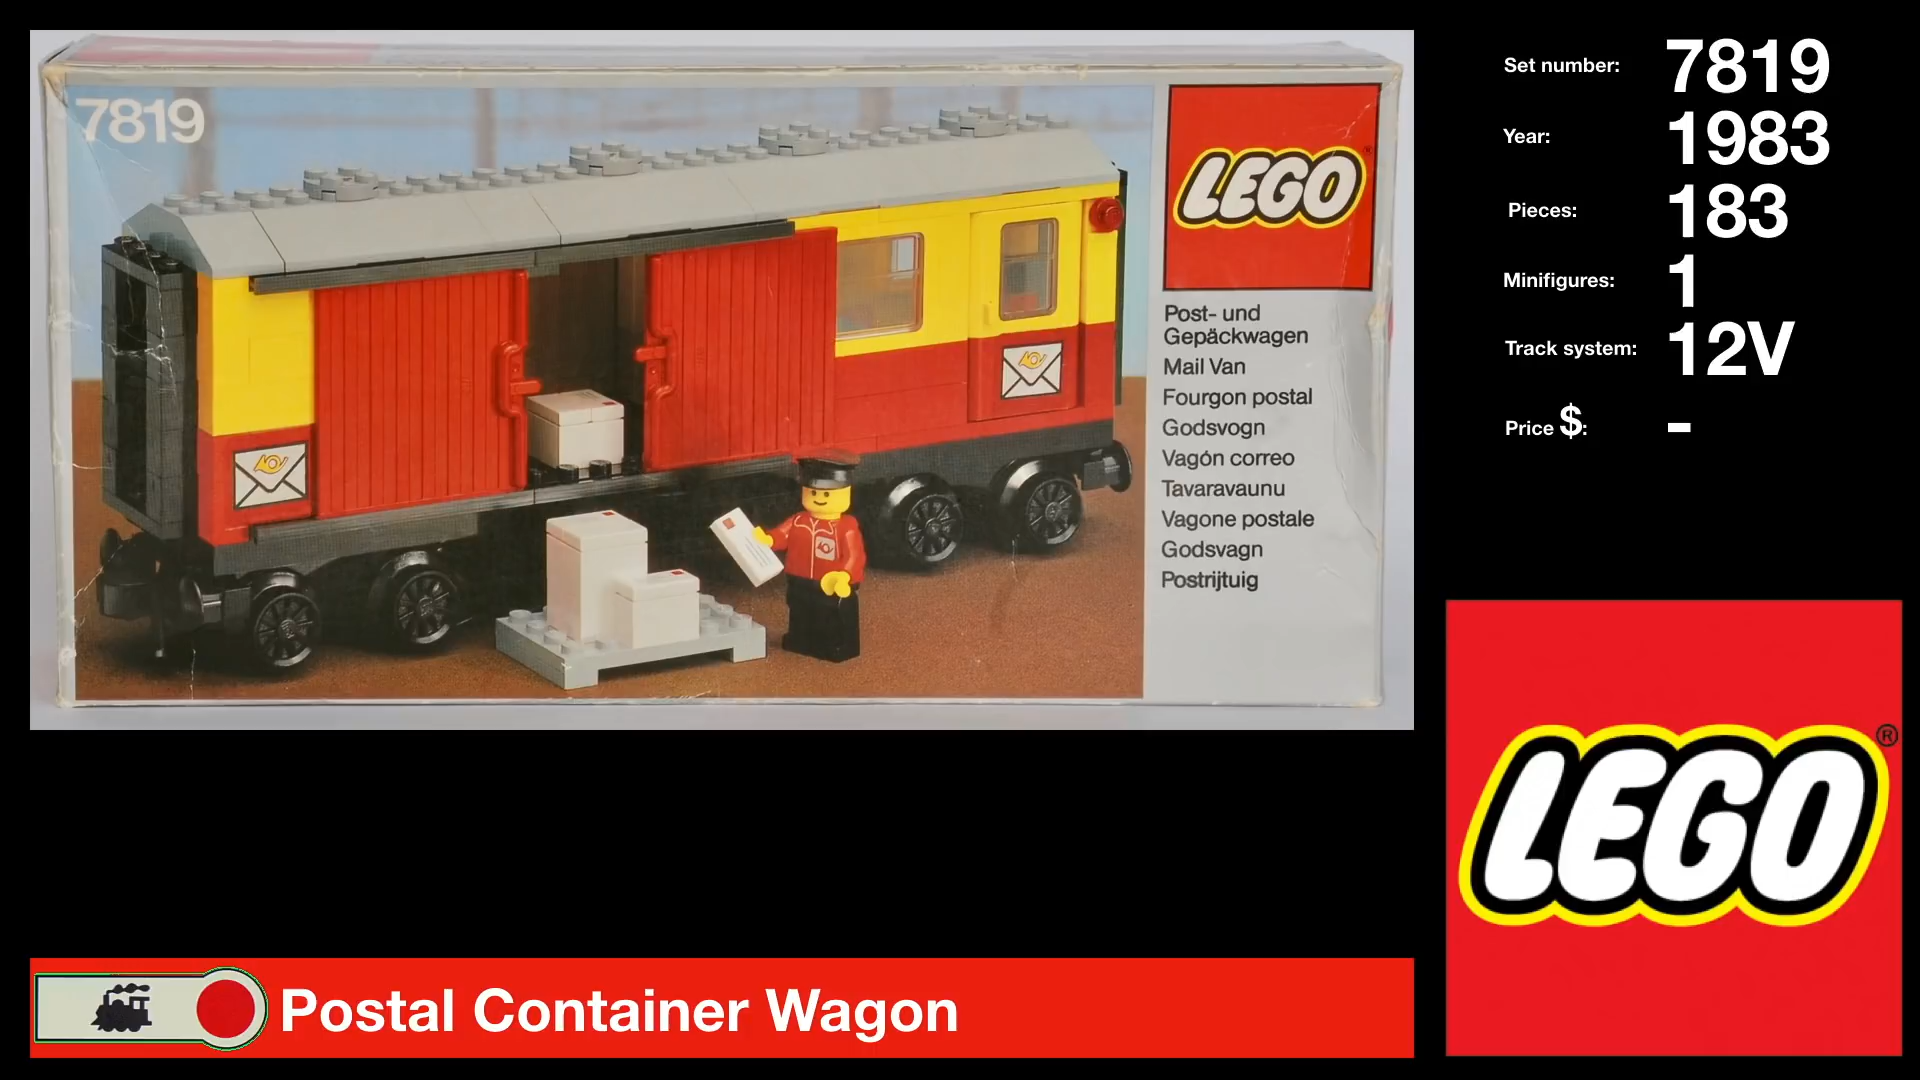 7819
LEGO
®
Post- und
Gepäckwagen
Mail Van
Fourgon postal
Godsvogn
Vagón correo
Tavaravaunu
Vagone postale
Godsvagn
Postrijtuig
Set number: 7819
Year: 1983
Pieces: 183
Minifigures: 1
Track system: 12V
Price $: -
LEGO
®
Postal Container Wagon